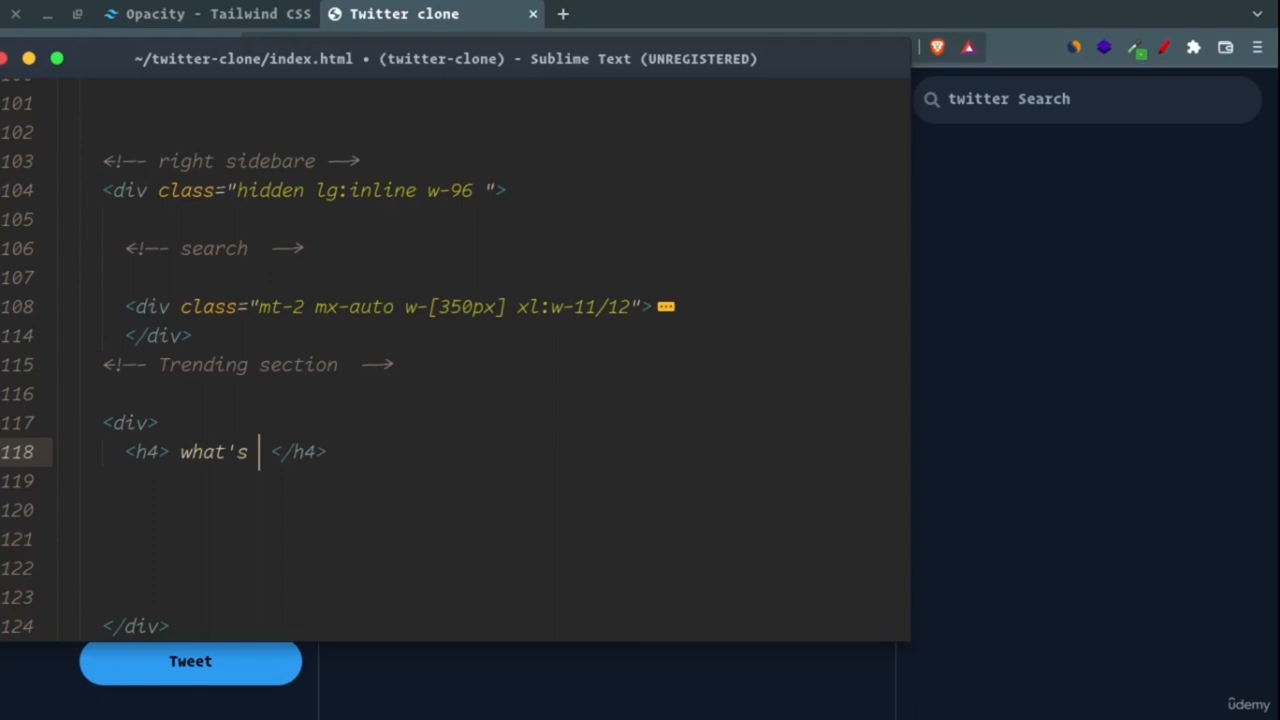 Opacity - Tailwind CSS
Twitter clone
~/twitter-clone/index.html • (twitter-clone) - Sublime Text (UNREGISTERED)
twitter Search
101
102
103 <!-- right sidebare -->
104 <div class="hidden lg:inline w-96 ">
105
106 <!-- search -->
107
108 <div class="mt-2 mx-auto w-[350px] xl:w-11/12">
114 </div>
115 <!-- Trending section -->
116
117 <div>
118 <h4> what's </h4>
119
120
121
122
123
124 </div>
Tweet
ûdemy